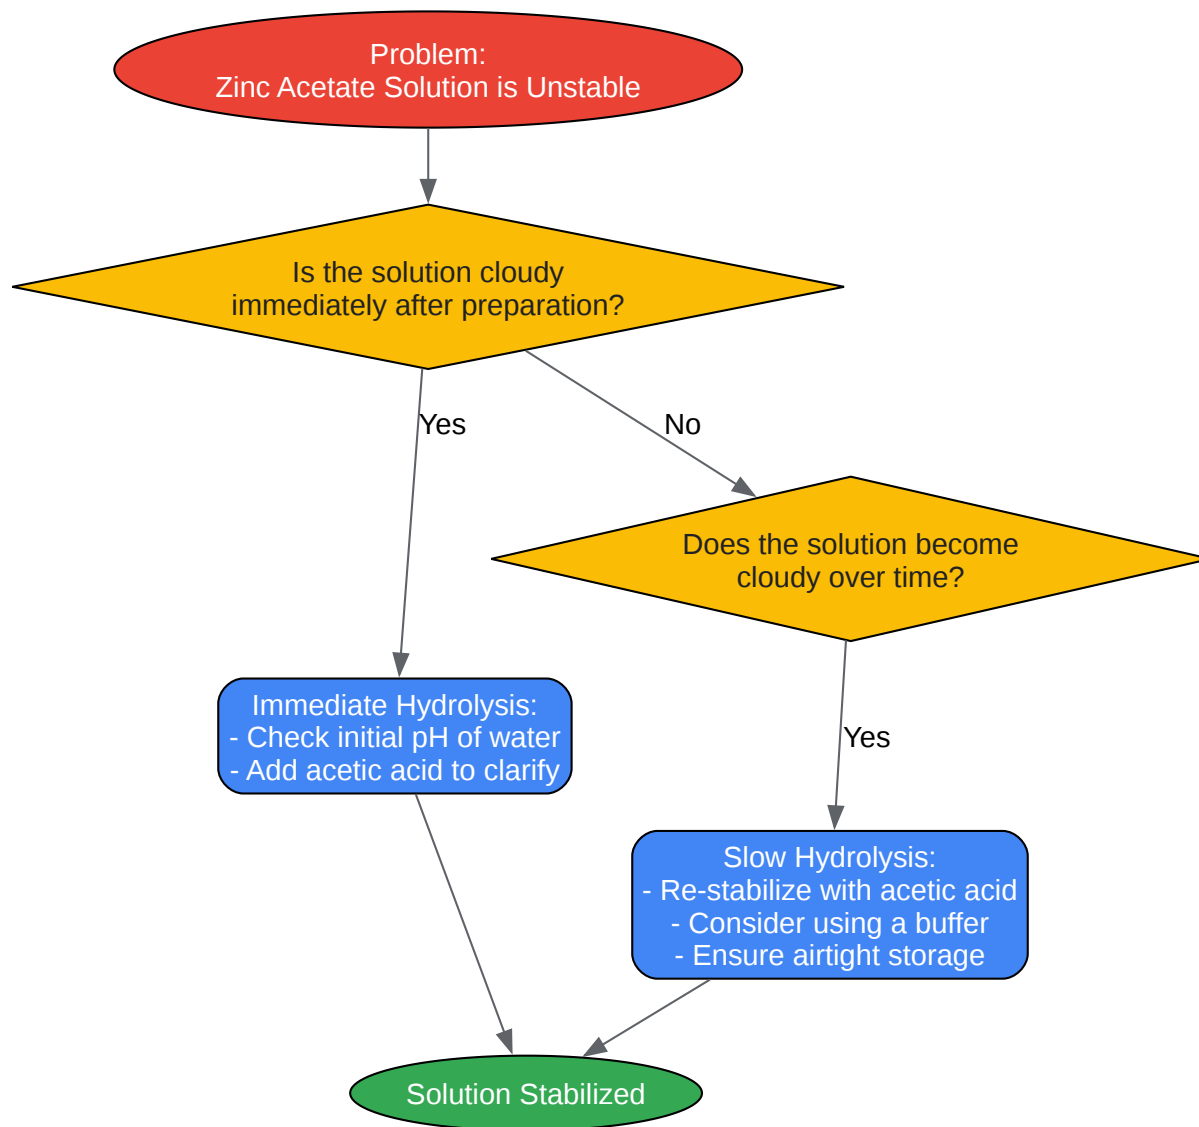 Problem:
Zinc Acetate Solution is Unstable
Is the solution cloudy
immediately after preparation?
Yes
No
Does the solution become
cloudy over time?
Immediate Hydrolysis:
- Check initial pH of water
- Add acetic acid to clarify
Yes
Slow Hydrolysis:
- Re-stabilize with acetic acid
- Consider using a buffer
- Ensure airtight storage
Solution Stabilized